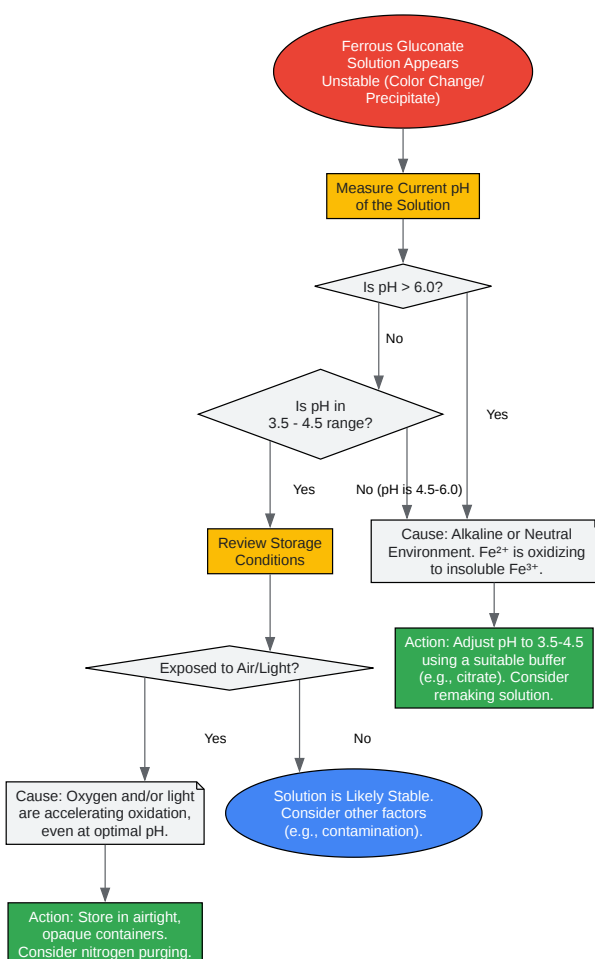 Ferrous Gluconate
Solution Appears
Unstable (Color Change/
Precipitate)
Measure Current pH
of the Solution
Is pH > 6.0?
No
Yes
Is pH in
3.5 - 4.5 range?
Yes
No (pH is 4.5-6.0)
Review Storage
Conditions
Cause: Alkaline or Neutral
Environment. Fe²⁺ is oxidizing
to insoluble Fe³⁺.
Action: Adjust pH to 3.5-4.5
using a suitable buffer
(e.g., citrate). Consider
remaking solution.
Exposed to Air/Light?
Yes
No
Cause: Oxygen and/or light
are accelerating oxidation,
even at optimal pH.
Solution is Likely Stable.
Consider other factors
(e.g., contamination).
Action: Store in airtight,
opaque containers.
Consider nitrogen purging.